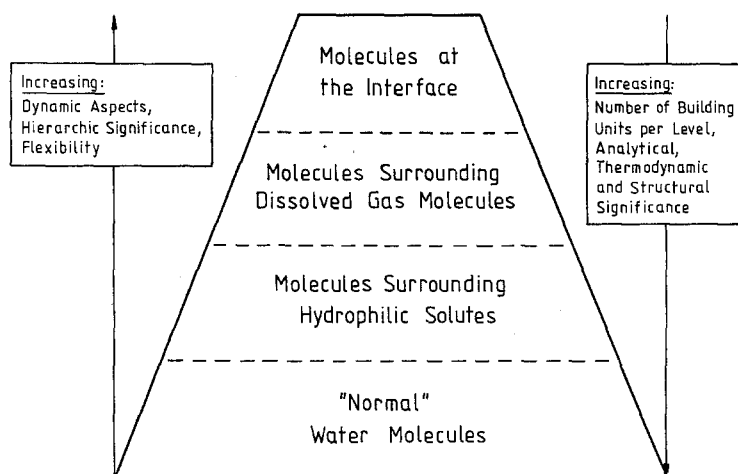 Increasing:
Dynamic Aspects,
Hierarchic Significance,
Flexibility
Molecules at
the Interface
Molecules Surrounding
Dissolved Gas Molecules
Molecules Surrounding
Hydrophilic Solutes
"Normal"
Water Molecules
Increasing:
Number of Building
Units per Level,
Analytical,
Thermodynamic
and Structural
Significance